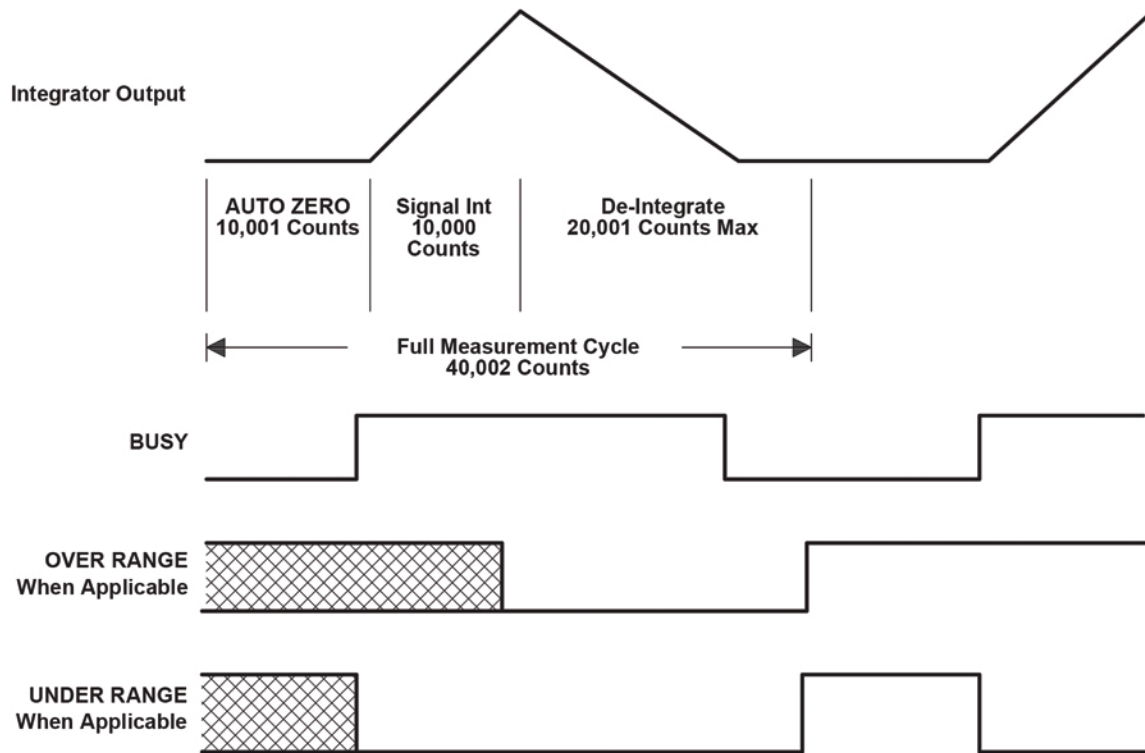 Integrator Output
AUTO ZERO
10,001 Counts
Signal Int
10,000
Counts
De-Integrate
20,001 Counts Max
Full Measurement Cycle
40,002 Counts
BUSY
OVER RANGE
When Applicable
UNDER RANGE
When Applicable